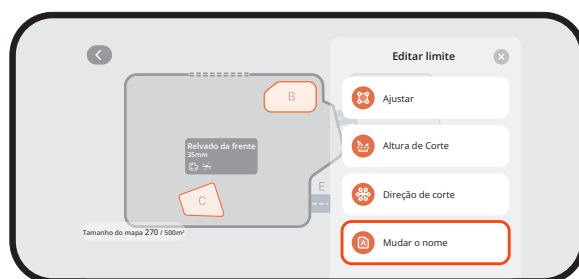 Editar limite
B
Ajustar
Relvado da frente
35mm
Altura de Corte
E
Direção de corte
C
Tamanho do mapa 270 / 500m²
Mudar o nome
A